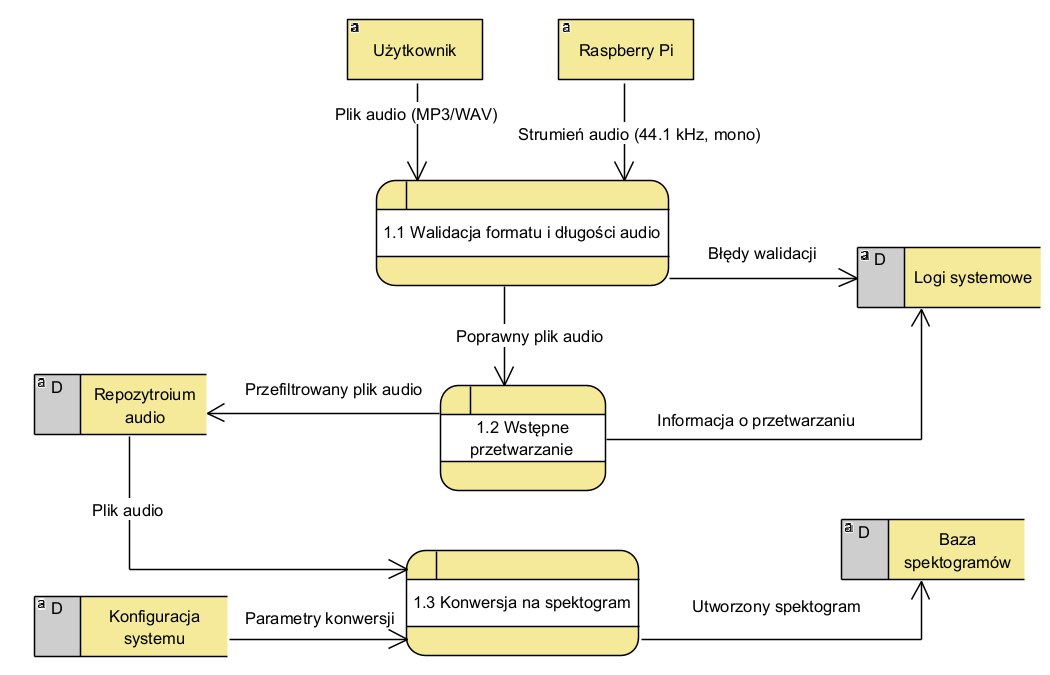 a
Użytkownik
a
Raspberry Pi
Plik audio (MP3/WAV)
Strumień audio (44.1 kHz, mono)
1.1 Walidacja formatu i długości audio
Błędy walidacji
a D
Logi systemowe
Poprawny plik audio
a D
Repozytroium
audio
Przefiltrowany plik audio
1.2 Wstępne
przetwarzanie
Informacja o przetwarzaniu
Plik audio
a D
Baza
spektogramów
1.3 Konwersja na spektogram
a D
Konfiguracja
systemu
Parametry konwersji
Utworzony spektogram